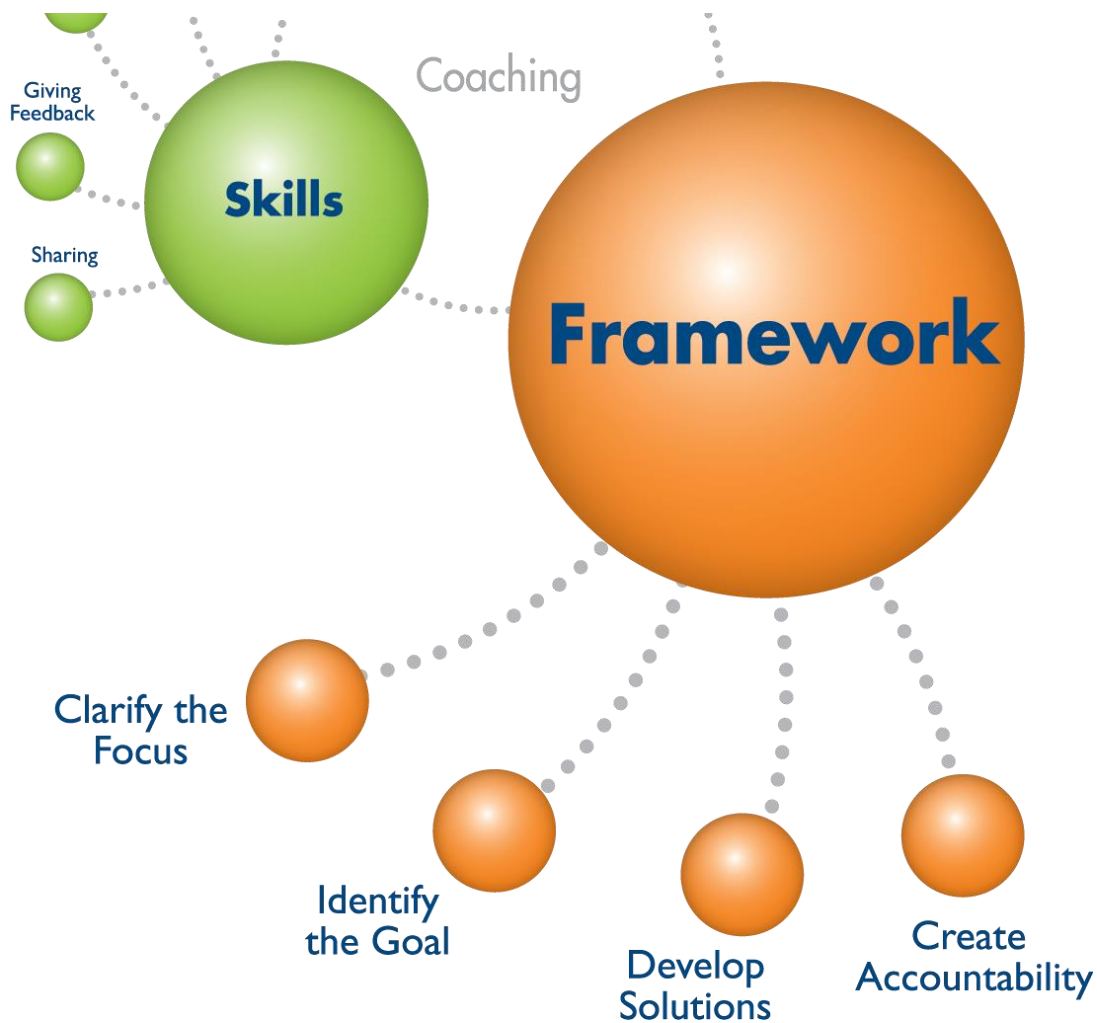 Coaching
Giving
Feedback
Skills
Sharing
Framework
Clarify the
Focus
Identify
the Goal
Develop
Solutions
Create
Accountability